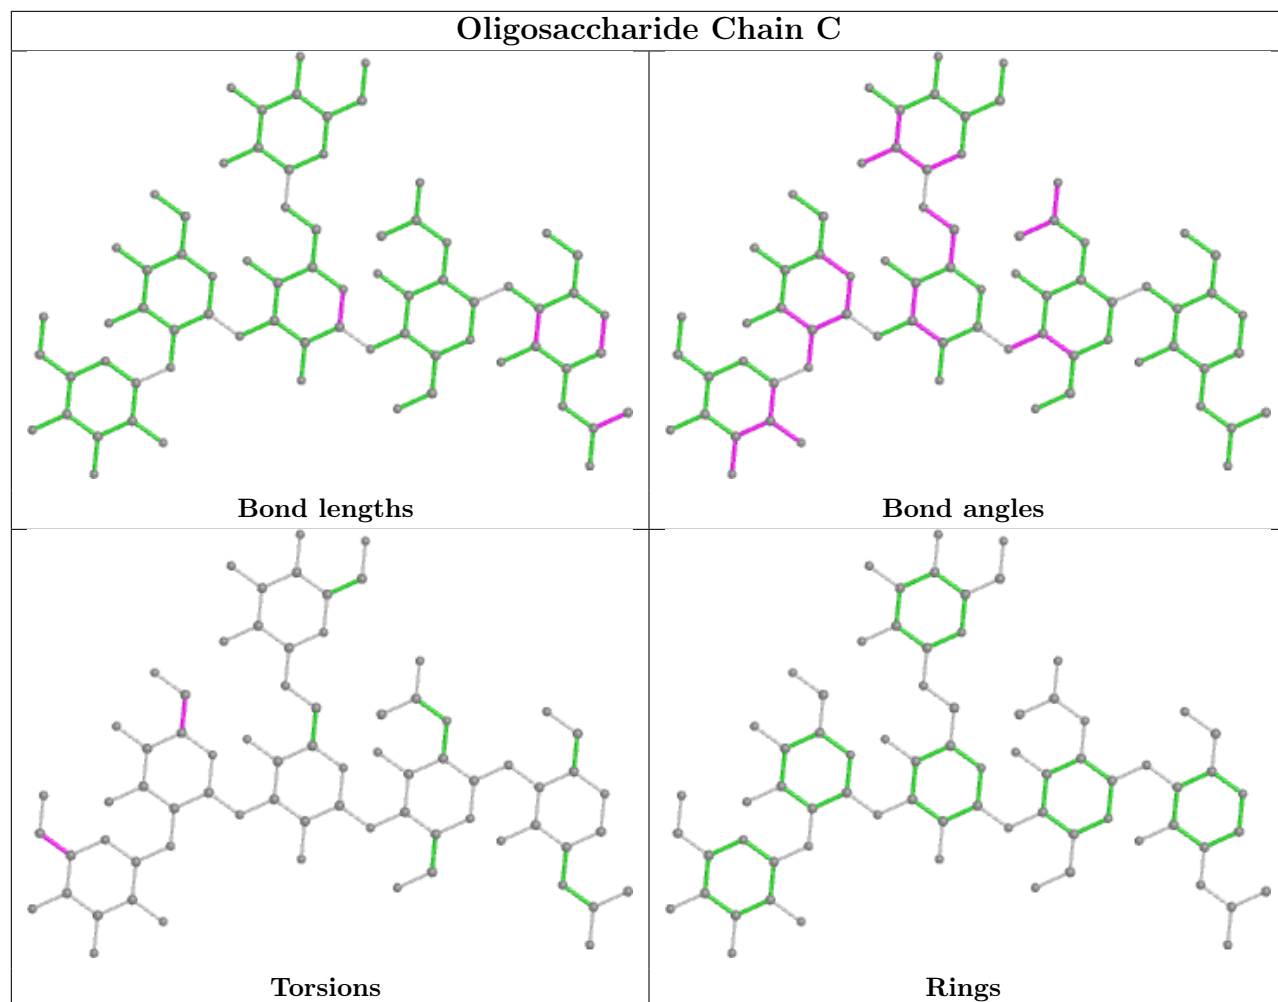 Oligosaccharide Chain C
Bond lengths
Bond angles
Torsions
Rings